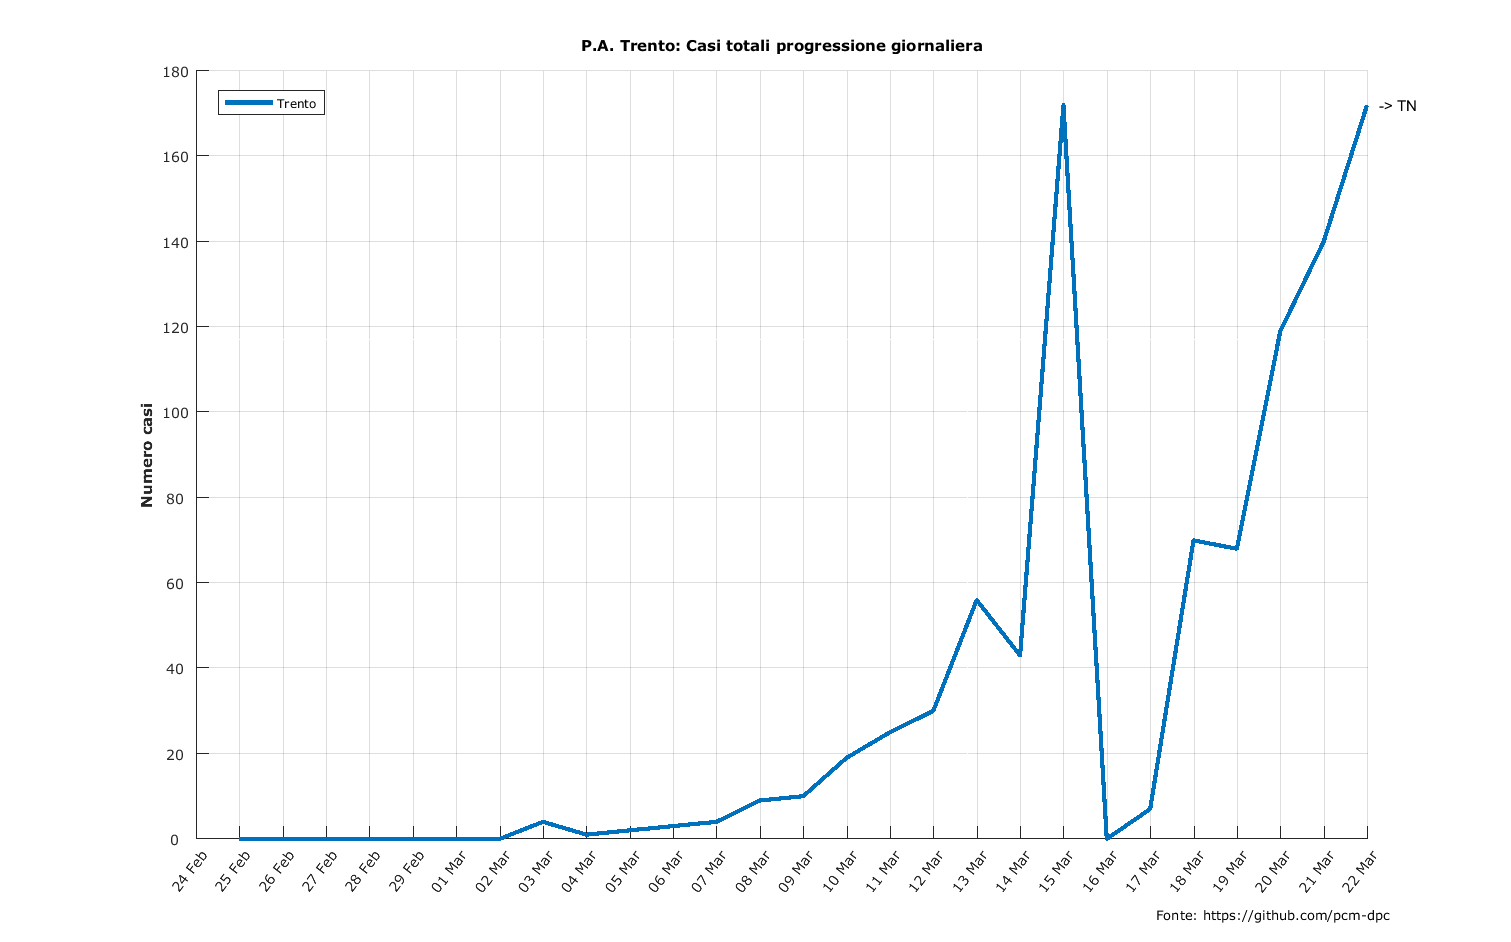 P.A. Trento: Casi totali progressione giornaliera
180
160
140
120
100
80
60
40
20
0
Numero casi
Trento
-> TN
24 Feb
25 Feb
26 Feb
27 Feb
28 Feb
29 Feb
01 Mar
02 Mar
03 Mar
04 Mar
05 Mar
06 Mar
07 Mar
08 Mar
09 Mar
10 Mar
11 Mar
12 Mar
13 Mar
14 Mar
15 Mar
16 Mar
17 Mar
18 Mar
19 Mar
20 Mar
21 Mar
22 Mar
Fonte: https://github.com/pcm-dpc